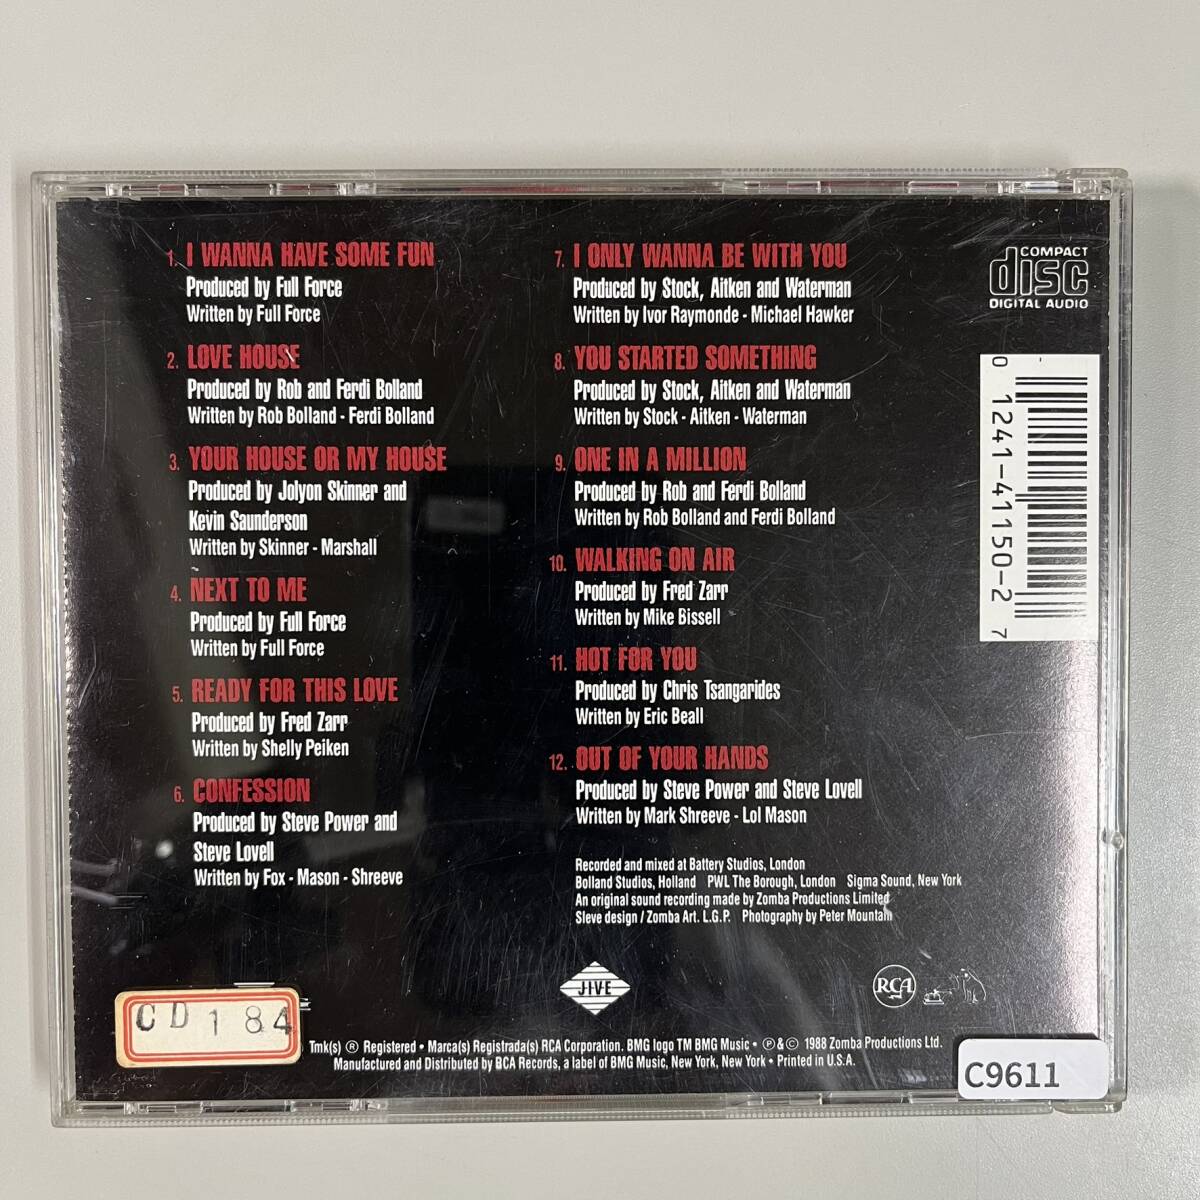 1. I WANNA HAVE SOME FUN
Produced by Full Force
Written by Full Force
2. LOVE HOUSE
Produced by Rob and Ferdi Bolland
Written by Rob Bolland - Ferdi Bolland
3. YOUR HOUSE OR MY HOUSE
Produced by Jolyon Skinner and
Kevin Saunderson
Written by Skinner - Marshall
4. NEXT TO ME
Produced by Full Force
Written by Full Force
5. READY FOR THIS LOVE
Produced by Fred Zarr
Written by Shelly Peiken
6. CONFESSION
Produced by Steve Power and
Steve Lovell
Written by Fox - Mason - Shreeve
7. I ONLY WANNA BE WITH YOU
Produced by Stock, Aitken and Waterman
Written by Ivor Raymonde - Michael Hawker
8. YOU STARTED SOMETHING
Produced by Stock, Aitken and Waterman
Written by Stock - Aitken - Waterman
9. ONE IN A MILLION
Produced by Rob and Ferdi Bolland
Written by Rob Bolland and Ferdi Bolland
10. WALKING ON AIR
Produced by Fred Zarr
Written by Mike Bissell
11. HOT FOR YOU
Produced by Chris Tsangarides
Written by Eric Beall
12. OUT OF YOUR HANDS
Produced by Steve Power and Steve Lovell
Written by Mark Shreeve - Lol Mason
Recorded and mixed at Battery Studios, London
Bolland Studios, Holland PWL The Borough, London Sigma Sound, New York
An original sound recording made by Zomba Productions Limited
Sleve design / Zomba Art. L.G.P. Photography by Peter Mountain
COMPACT
disc
DIGITAL AUDIO
0 1241-41150-2 7
JIVE
RCA
CD 184
Tmk(s) ® Registered • Marca(s) Registrada(s) RCA Corporation. BMG logo TM BMG Music • ℗ & © 1988 Zomba Productions Ltd.
Manufactured and Distributed by RCA Records, a label of BMG Music, New York, New York • Printed in U.S.A.
C9611